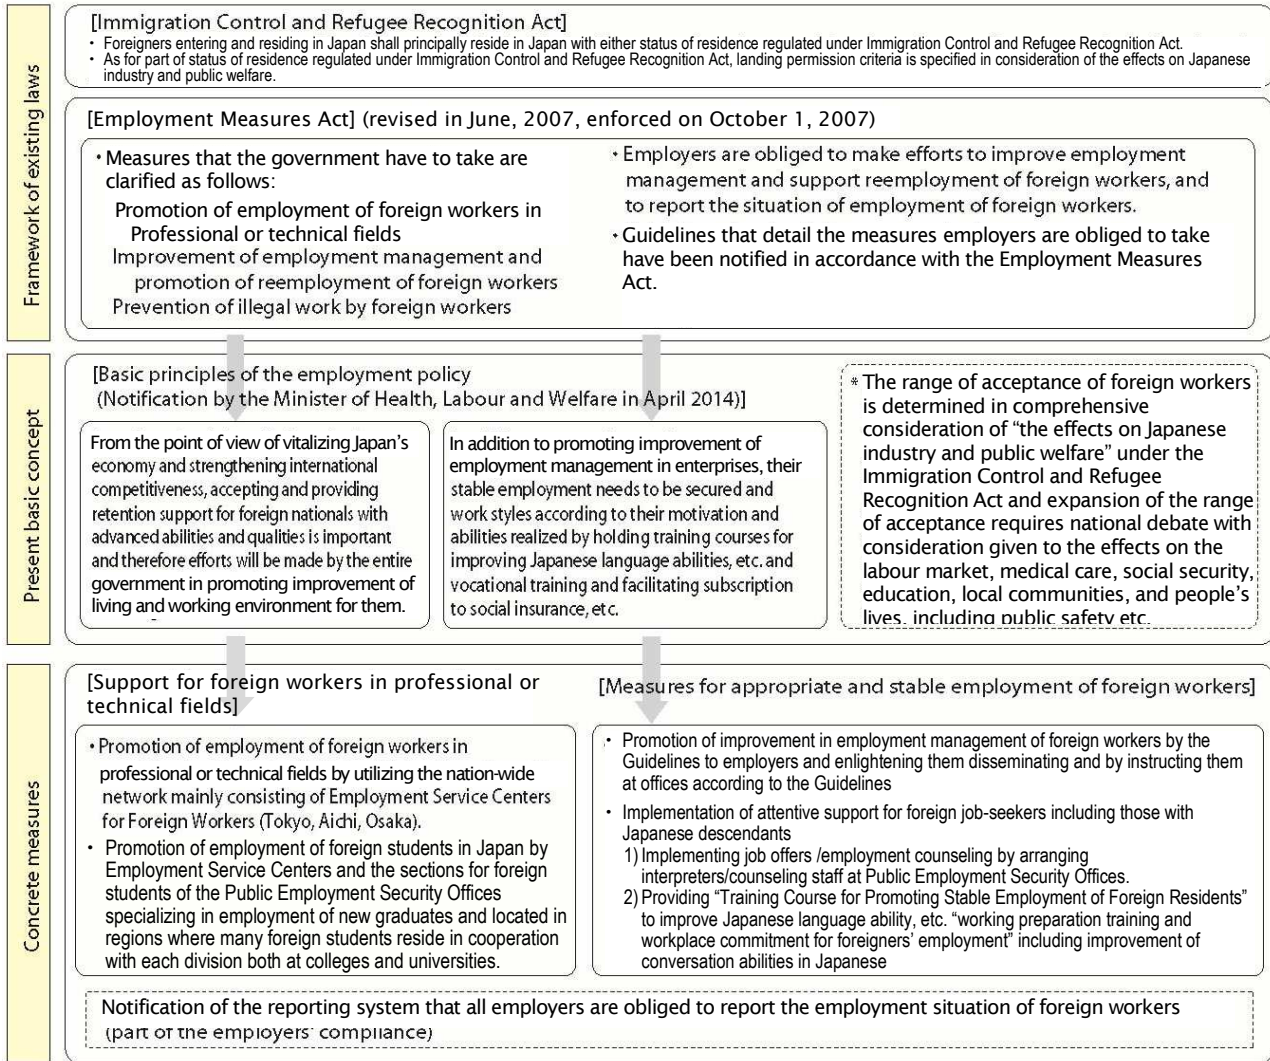 Framework of existing laws
[Immigration Control and Refugee Recognition Act]
・ Foreigners entering and residing in Japan shall principally reside in Japan with either status of residence regulated under Immigration Control and Refugee Recognition Act.
・ As for part of status of residence regulated under Immigration Control and Refugee Recognition Act, landing permission criteria is specified in consideration of the effects on Japanese
industry and public welfare.
[Employment Measures Act] (revised in June, 2007, enforced on October 1, 2007)
・Measures that the government have to take are
clarified as follows:
Promotion of employment of foreign workers in
Professional or technical fields
Improvement of employment management and
promotion of reemployment of foreign workers
Prevention of illegal work by foreign workers
・Employers are obliged to make efforts to improve employment
management and support reemployment of foreign workers, and
to report the situation of employment of foreign workers.
・Guidelines that detail the measures employers are obliged to take
have been notified in accordance with the Employment Measures
Act.
Present basic concept
[Basic principles of the employment policy
(Notification by the Minister of Health, Labour and Welfare in April 2014)]
From the point of view of vitalizing Japan's
economy and strengthening international
competitiveness, accepting and providing
retention support for foreign nationals with
advanced abilities and qualities is important
and therefore efforts will be made by the entire
government in promoting improvement of
living and working environment for them.
In addition to promoting improvement of
employment management in enterprises, their
stable employment needs to be secured and
work styles according to their motivation and
abilities realized by holding training courses for
improving Japanese language abilities, etc. and
vocational training and facilitating subscription
to social insurance, etc.
* The range of acceptance of foreign workers
is determined in comprehensive
consideration of “the effects on Japanese
industry and public welfare” under the
Immigration Control and Refugee
Recognition Act and expansion of the range
of acceptance requires national debate with
consideration given to the effects on the
labour market, medical care, social security,
education, local communities, and people's
lives, including public safety etc.
Concrete measures
[Support for foreign workers in professional or
technical fields]
・Promotion of employment of foreign workers in
professional or technical fields by utilizing the nation-wide
network mainly consisting of Employment Service Centers
for Foreign Workers (Tokyo, Aichi, Osaka).
・ Promotion of employment of foreign students in Japan by
Employment Service Centers and the sections for foreign
students of the Public Employment Security Offices
specializing in employment of new graduates and located in
regions where many foreign students reside in cooperation
with each division both at colleges and universities.
[Measures for appropriate and stable employment of foreign workers]
・ Promotion of improvement in employment management of foreign workers by the
Guidelines to employers and enlightening them disseminating and by instructing them
at offices according to the Guidelines
・ Implementation of attentive support for foreign job-seekers including those with
Japanese descendants
1) Implementing job offers /employment counseling by arranging
interpreters/counseling staff at Public Employment Security Offices.
2) Providing “Training Course for Promoting Stable Employment of Foreign Residents”
to improve Japanese language ability, etc. “working preparation training and
workplace commitment for foreigners' employment” including improvement of
conversation abilities in Japanese
Notification of the reporting system that all employers are obliged to report the employment situation of foreign workers
(part of the employers' compliance)